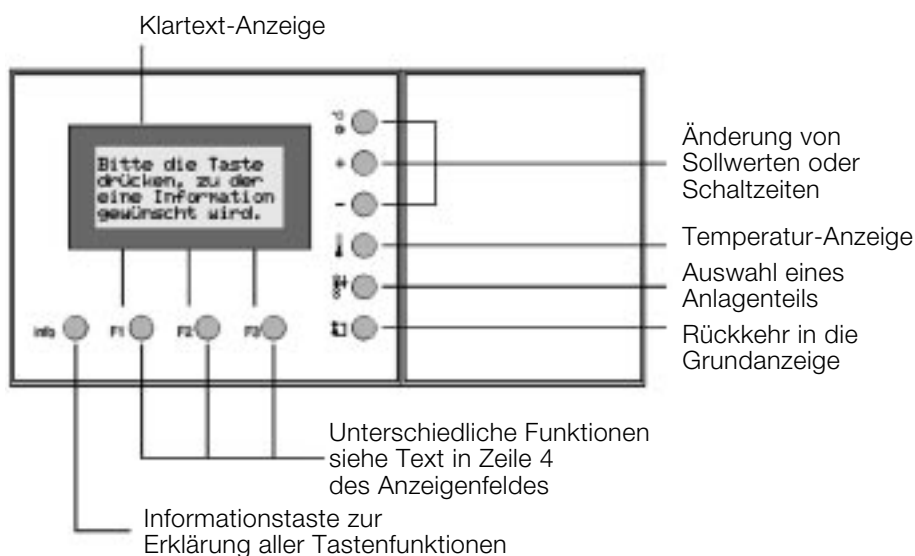 Klartext-Anzeige
Bitte die Taste
drücken, zu der
eine Information
gewünscht wird.
°C
+
-
Änderung von
Sollwerten oder
Schaltzeiten
Temperatur-Anzeige
Auswahl eines
Anlagenteils
Rückkehr in die
Grundanzeige
Info F1 F2 F3
Unterschiedliche Funktionen
siehe Text in Zeile 4
des Anzeigenfeldes
Informationstaste zur
Erklärung aller Tastenfunktionen